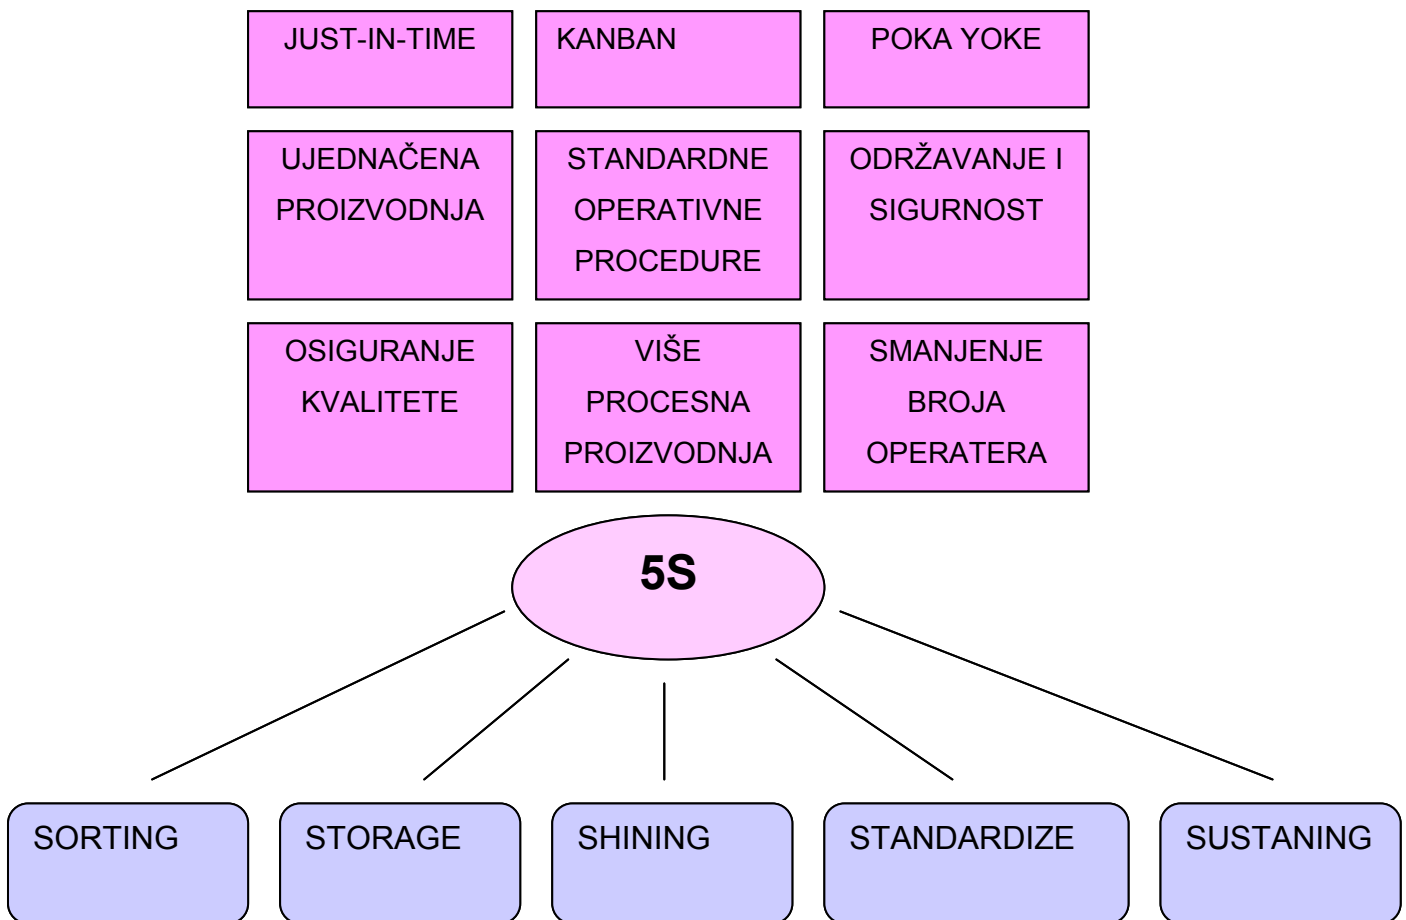 JUST-IN-TIME
KANBAN
POKA YOKE
UJEDNAČENA
PROIZVODNJA
STANDARDNE
OPERATIVNE
PROCEDURE
ODRŽAVANJE I
SIGURNOST
OSIGURANJE
KVALITETE
VIŠE
PROCESNA
PROIZVODNJA
SMANJENJE
BROJA
OPERATERA
5S
SORTING
STORAGE
SHINING
STANDARDIZE
SUSTANING